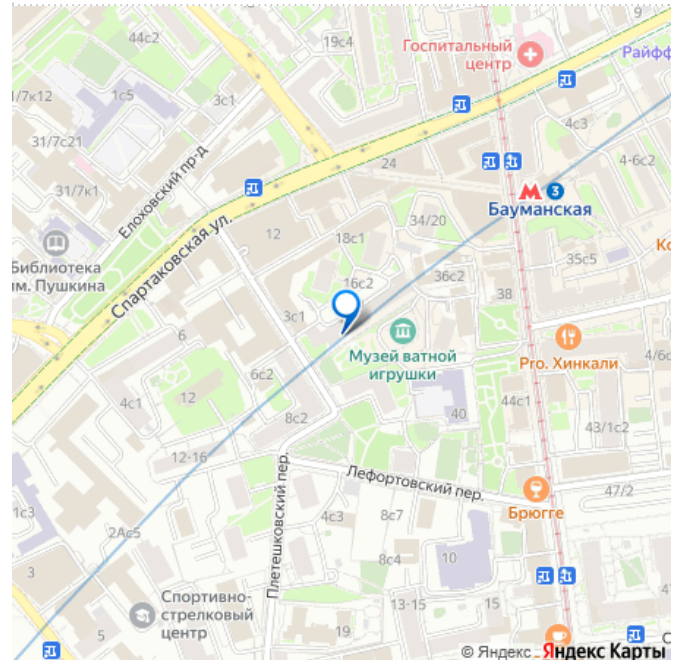 44с2
19с4
Госпитальный
центр
9
Райфф
1/7к12
1с5
3с1
31/7с21
4с3
24
4-6с2
31/7к1
Елоховский пр-д
3
Бауманская
34/20
12
18с1
Спартаковская ул.
Библиотека
им. Пушкина
Ко
35с5
36с2
16с2
38
3с1
6
Музей ватной
игрушки
Pro. Хинкали
4/6с
6с2
12
4с1
8с2
40
44с1
43/1с2
12-16
Лефортовский пер.
47/2
Брюгге
Плетешковский пер.
1с3
4с3
8с7
2Ас5
8с4
10
3
Спортивно-
стрелковый
центр
13-15
15
47
19
С
© Яндекс Яндекс Карты